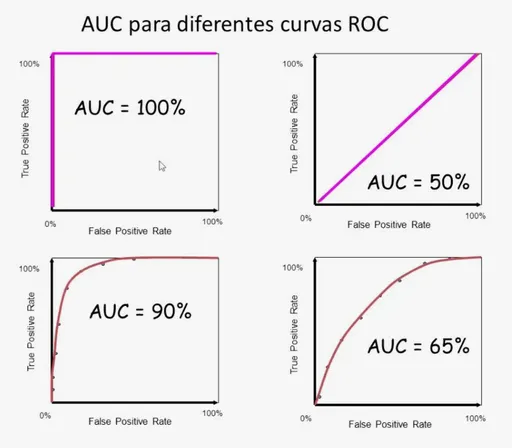 AUC para diferentes curvas ROC
100%
True Positive Rate
AUC = 100%
0%
False Positive Rate
100%
100%
True Positive Rate
AUC = 50%
0%
False Positive Rate
100%
100%
True Positive Rate
AUC = 90%
0%
False Positive Rate
100%
100%
True Positive Rate
AUC = 65%
0%
False Positive Rate
100%